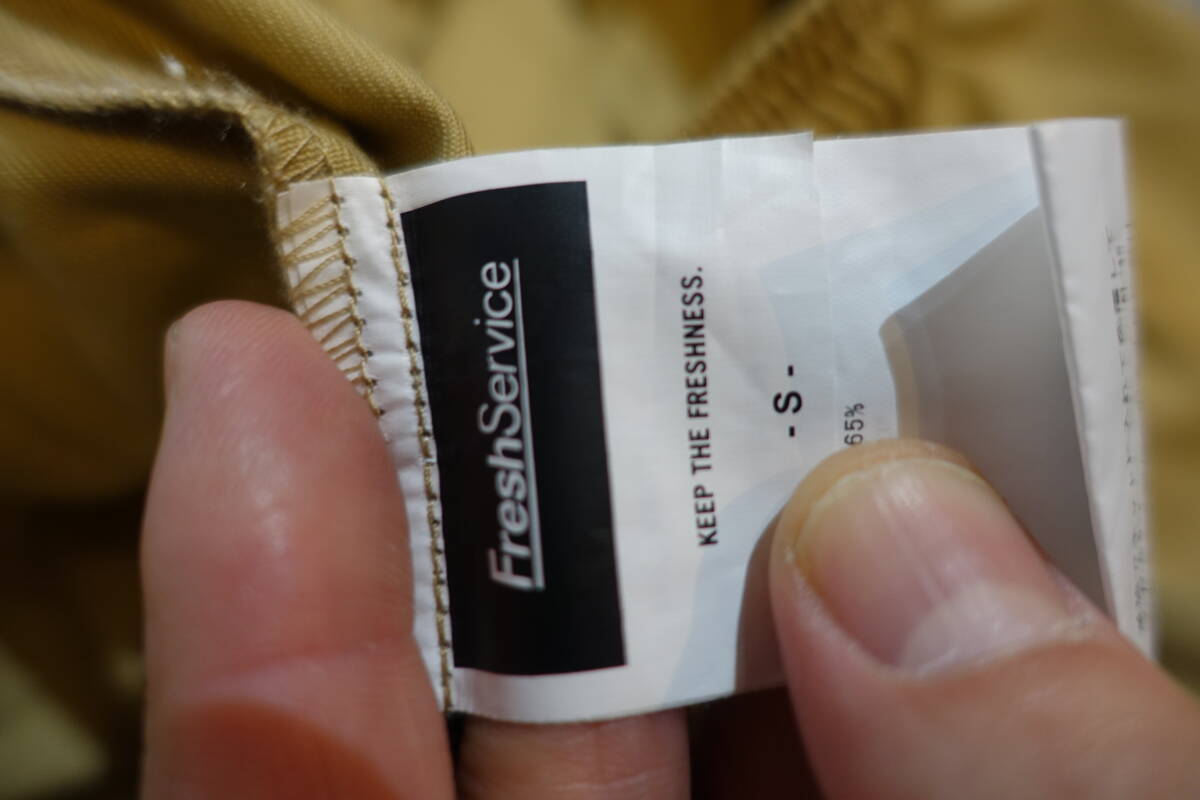 FreshService
KEEP THE FRESHNESS.
- S -
65%